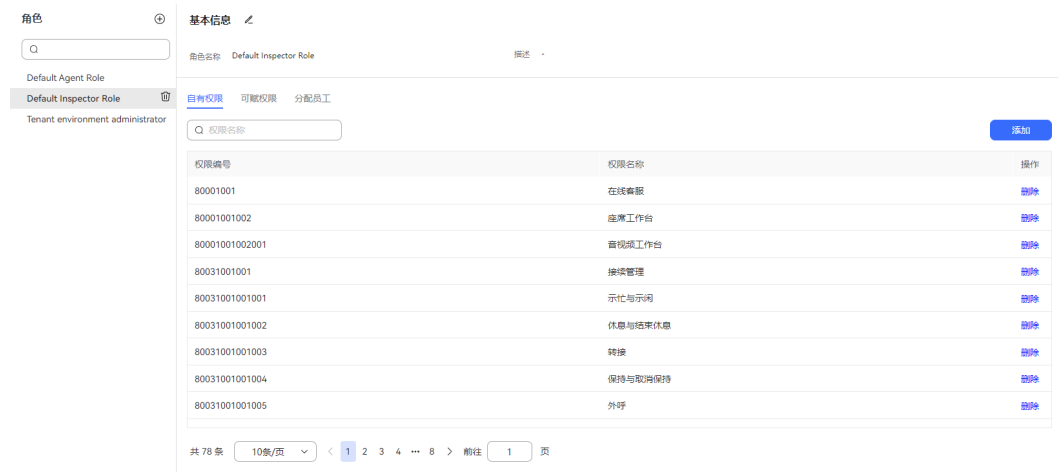 角色
Default Agent Role
Default Inspector Role
Tenant environment administrator
基本信息
角色名称 Default Inspector Role 描述 -
自有权限 可赋权限 分配员工
权限名称 添加
权限编号 权限名称 操作
80001001 在线客服 删除
80001001002 座席工作台 删除
80001001002001 音视频工作台 删除
80031001001 接续管理 删除
80031001001001 示忙与示闲 删除
80031001001002 休息与结束休息 删除
80031001001003 转接 删除
80031001001004 保持与取消保持 删除
80031001001005 外呼 删除
共 78 条 10条/页 < 1 2 3 4 ••• 8 > 前往 1 页